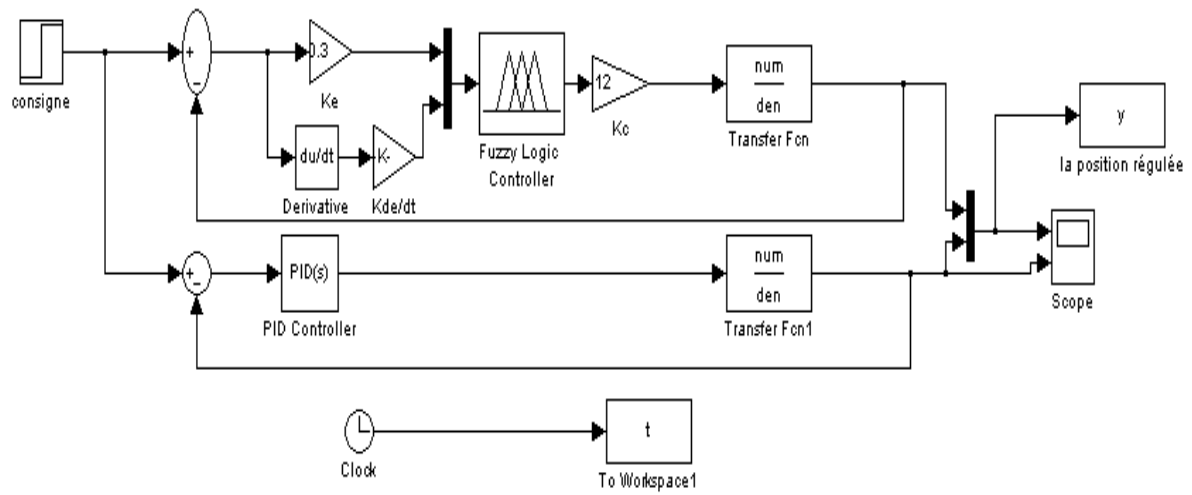 consigne
+
-
0.3
Ke
du/dt
Derivative
K-
Kde/dt
Fuzzy Logic
Controller
12
Kc
num
den
Transfer Fcn
y
la position régulée
+
-
PID(s)
PID Controller
num
den
Transfer Fcn1
Scope
Clock
t
To Workspace1